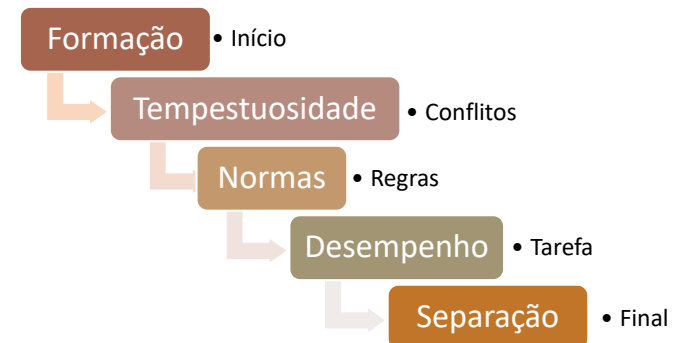 Formação • Início
Tempestuosidade • Conflitos
Normas • Regras
Desempenho • Tarefa
Separação • Final